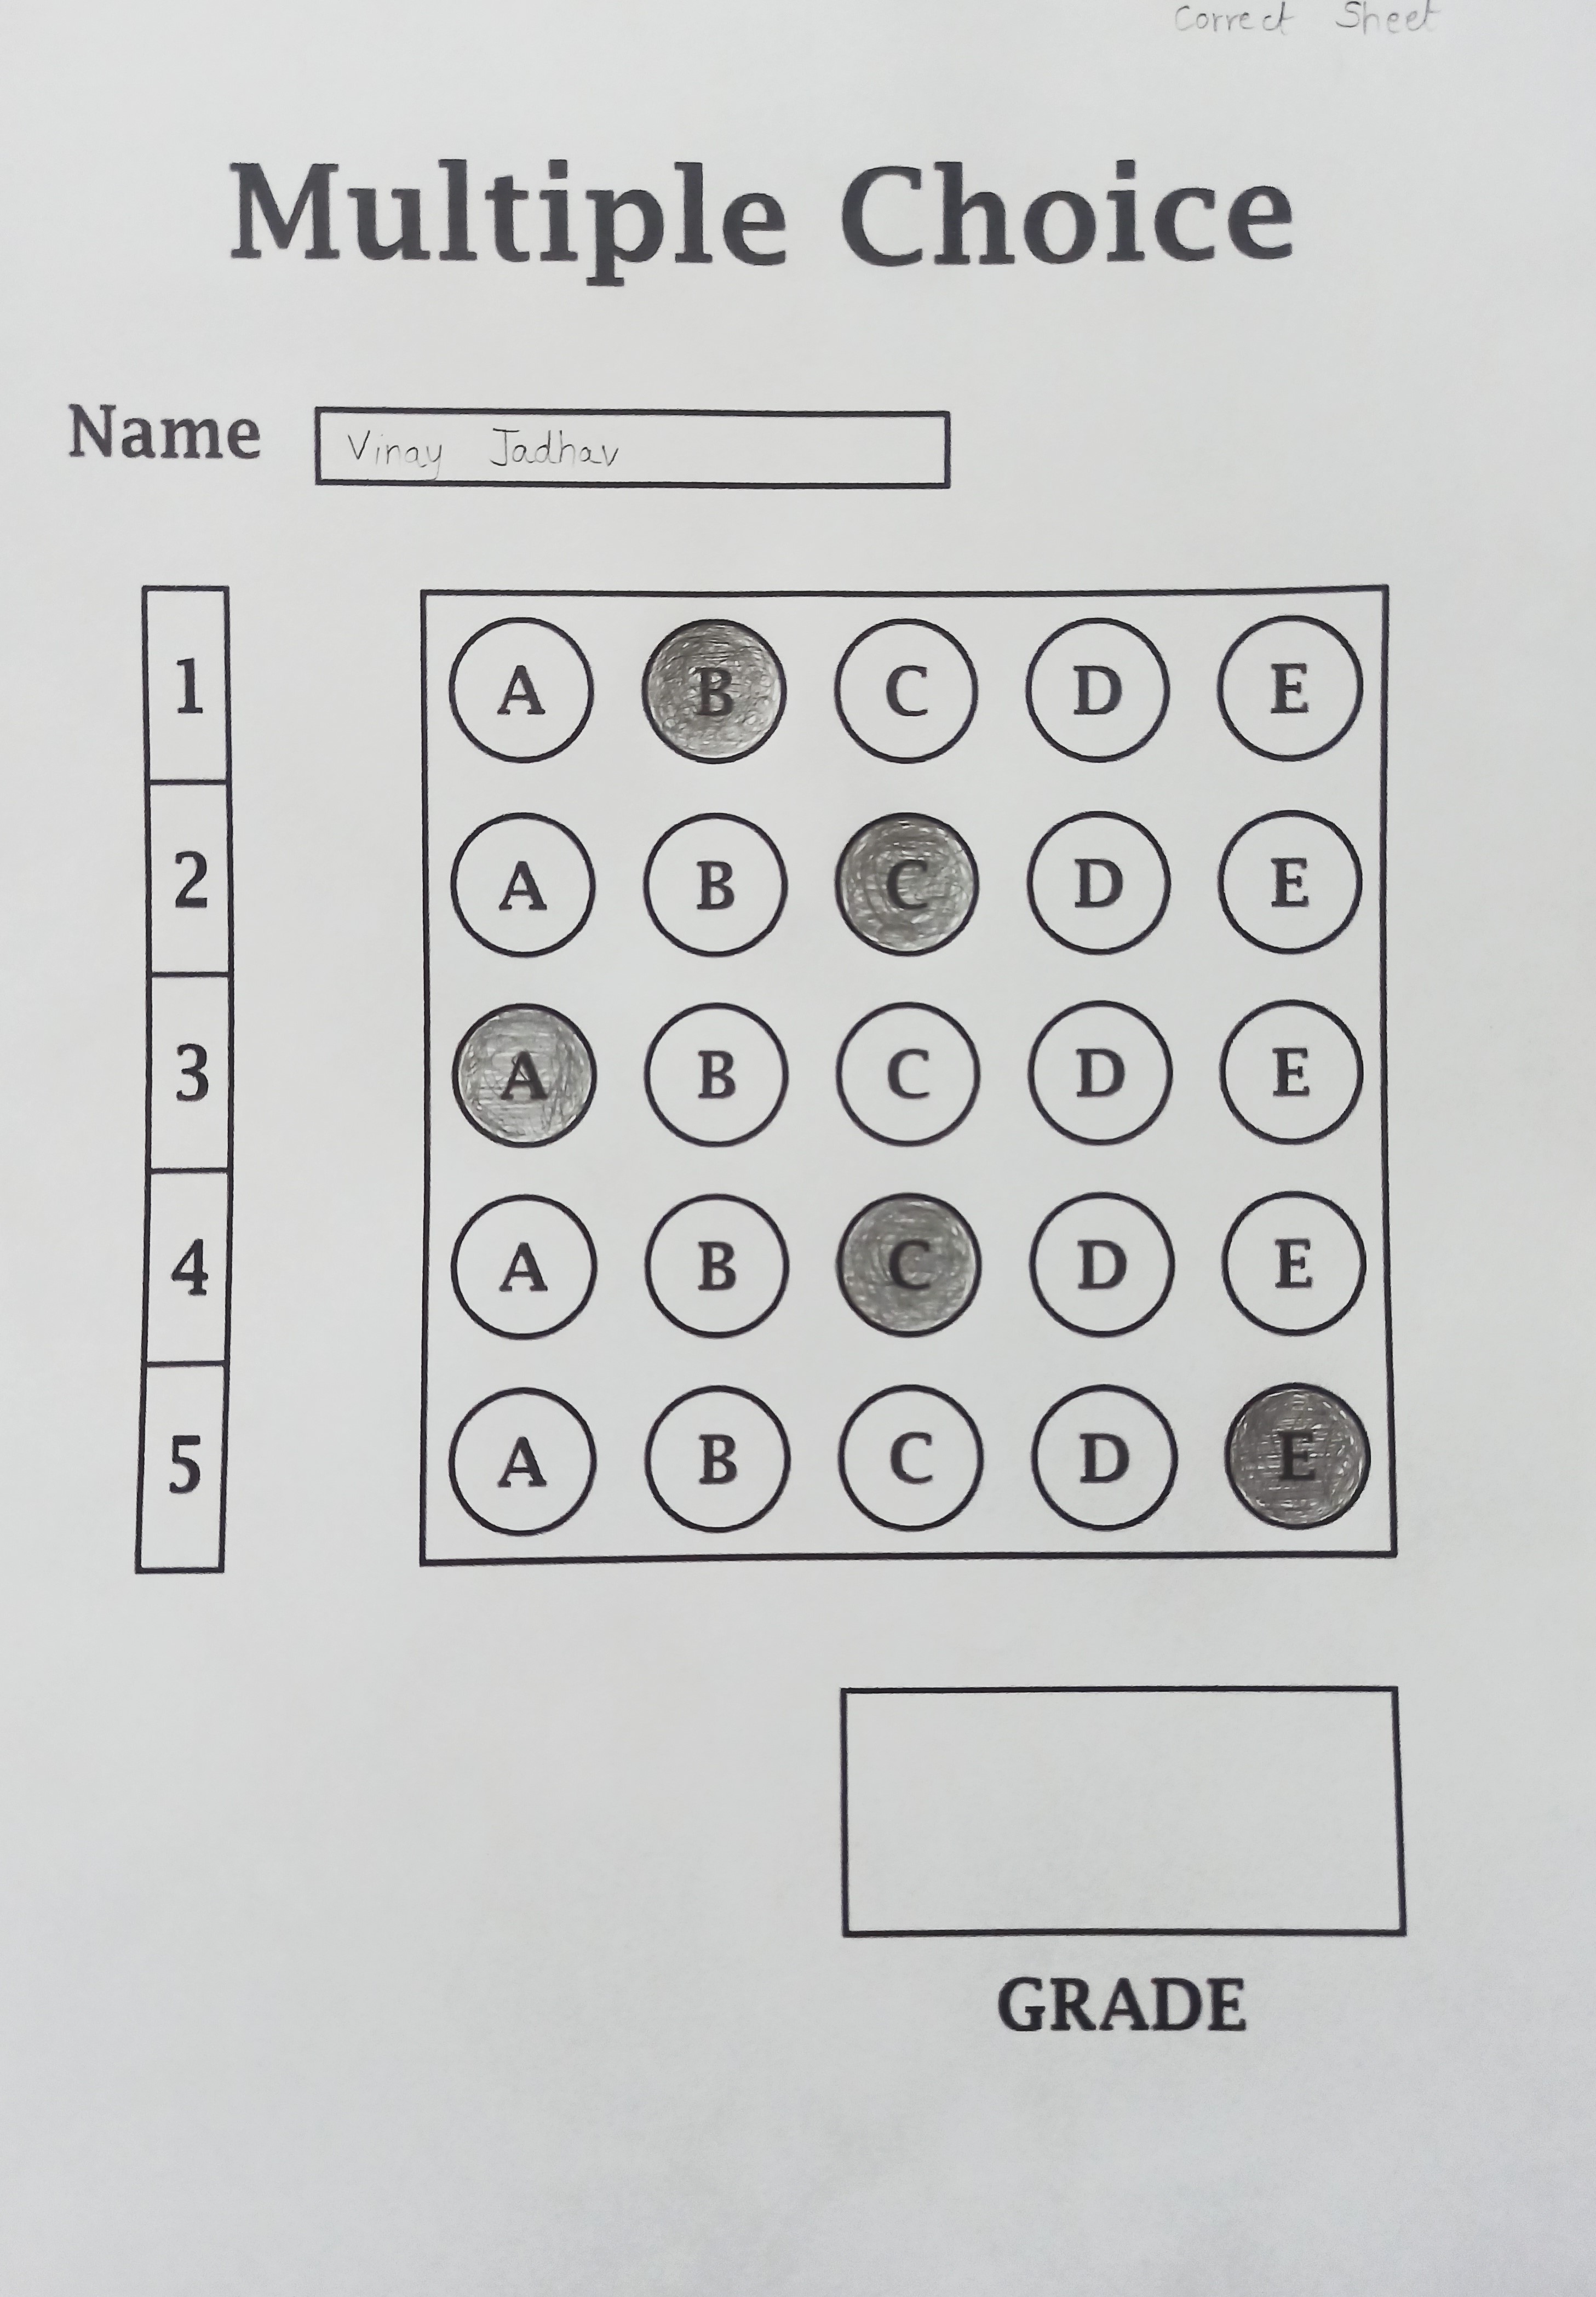 Correct Sheet
Multiple Choice
Name Vinay Jadhav
1 A B C D E
2 A B C D E
3 A B C D E
4 A B C D E
5 A B C D E
GRADE